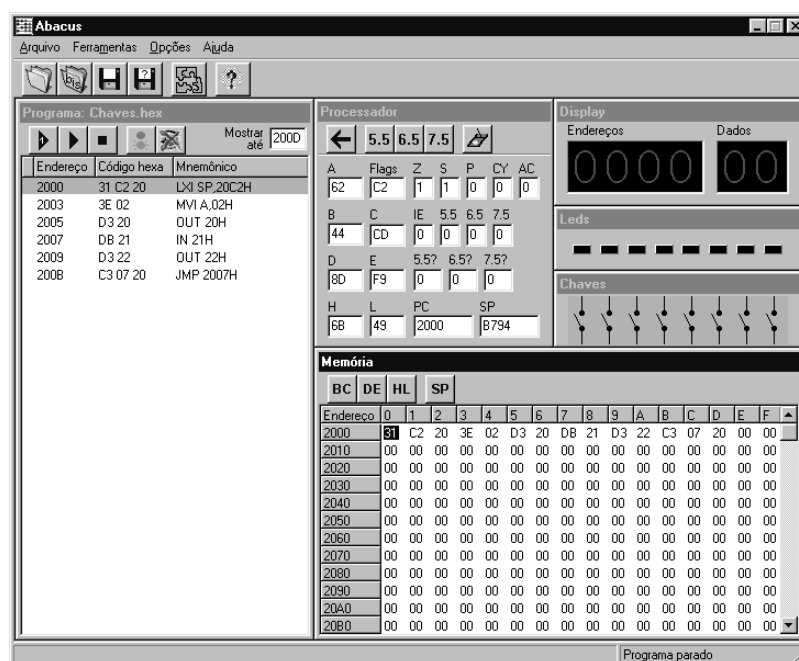 Abacus
Arquivo Ferramentas Opções Ajuda
big
?
?
Programa: Chaves.hex
Mostrar até 200D
Endereço Código hexa Mnemônico
2000 31 C2 20 LXI SP,20C2H
2003 3E 02 MVI A,02H
2005 D3 20 OUT 20H
2007 DB 21 IN 21H
2009 D3 22 OUT 22H
200B C3 07 20 JMP 2007H
Processador
5.5 6.5 7.5
A Flags Z S P CY AC
62 C2 1 1 0 0 0
B C IE 5.5 6.5 7.5
44 CD 0 0 0 0
D E 5.5? 6.5? 7.5?
8D F9 0 0 0
H L PC SP
6B 49 2000 B794
Display
Endereços Dados
0000 00
Leds
Chaves
Memória
BC DE HL SP
Endereço 0 1 2 3 4 5 6 7 8 9 A B C D E F
2000 31 C2 20 3E 02 D3 20 DB 21 D3 22 C3 07 20 00 00
2010 00 00 00 00 00 00 00 00 00 00 00 00 00 00 00 00
2020 00 00 00 00 00 00 00 00 00 00 00 00 00 00 00 00
2030 00 00 00 00 00 00 00 00 00 00 00 00 00 00 00 00
2040 00 00 00 00 00 00 00 00 00 00 00 00 00 00 00 00
2050 00 00 00 00 00 00 00 00 00 00 00 00 00 00 00 00
2060 00 00 00 00 00 00 00 00 00 00 00 00 00 00 00 00
2070 00 00 00 00 00 00 00 00 00 00 00 00 00 00 00 00
2080 00 00 00 00 00 00 00 00 00 00 00 00 00 00 00 00
2090 00 00 00 00 00 00 00 00 00 00 00 00 00 00 00 00
20A0 00 00 00 00 00 00 00 00 00 00 00 00 00 00 00 00
20B0 00 00 00 00 00 00 00 00 00 00 00 00 00 00 00 00
Programa parado